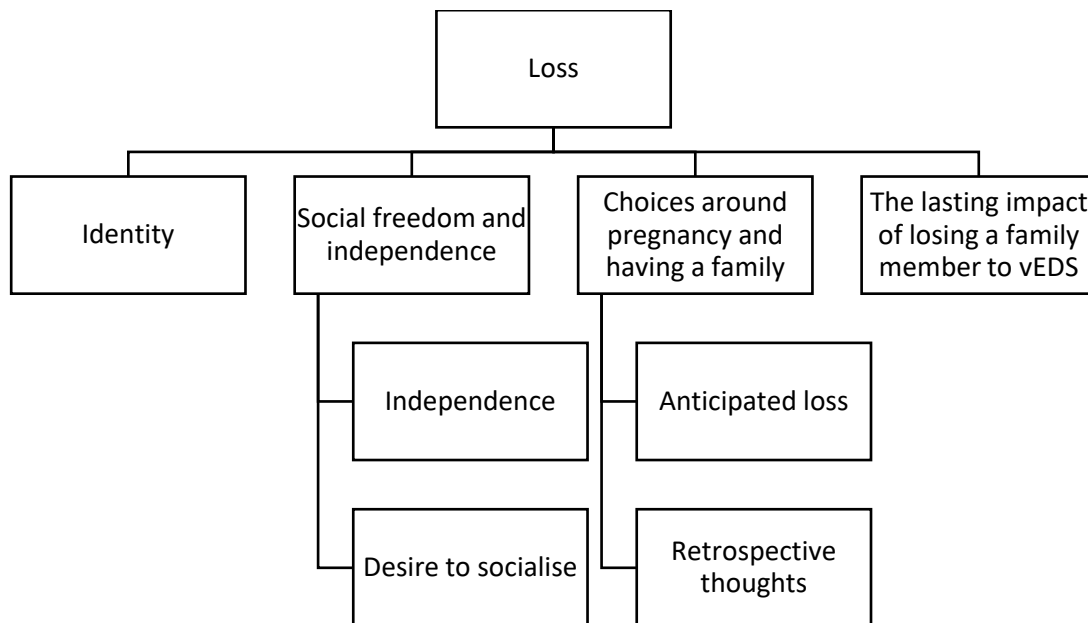 Loss
Identity
Social freedom and
independence
Choices around
pregnancy and
having a family
The lasting impact
of losing a family
member to vEDS
Independence
Anticipated loss
Desire to socialise
Retrospective
thoughts